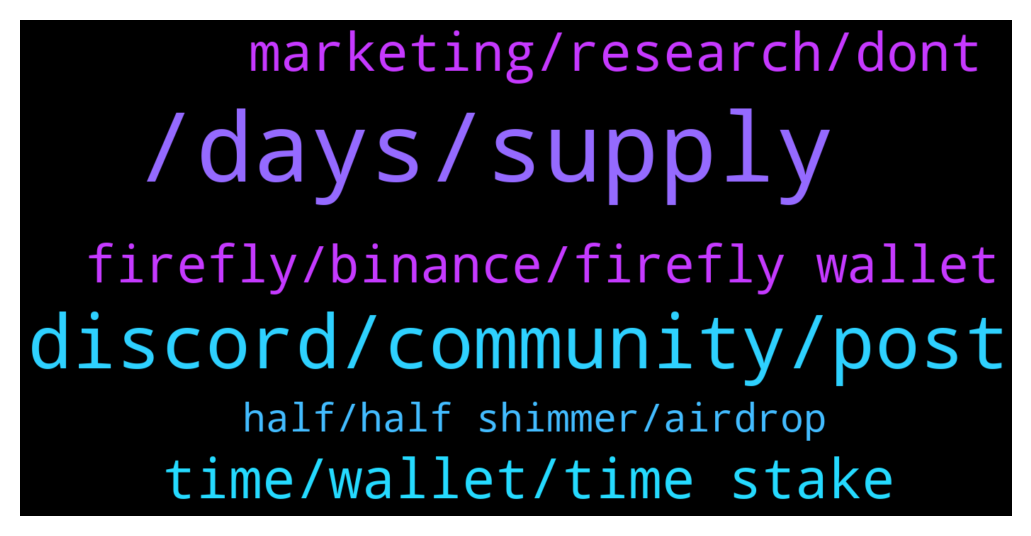 marketing/research/dont
/days/supply
firefly/binance/firefly wallet
discord/community/post
half/half shimmer/airdrop
time/wallet/time stake